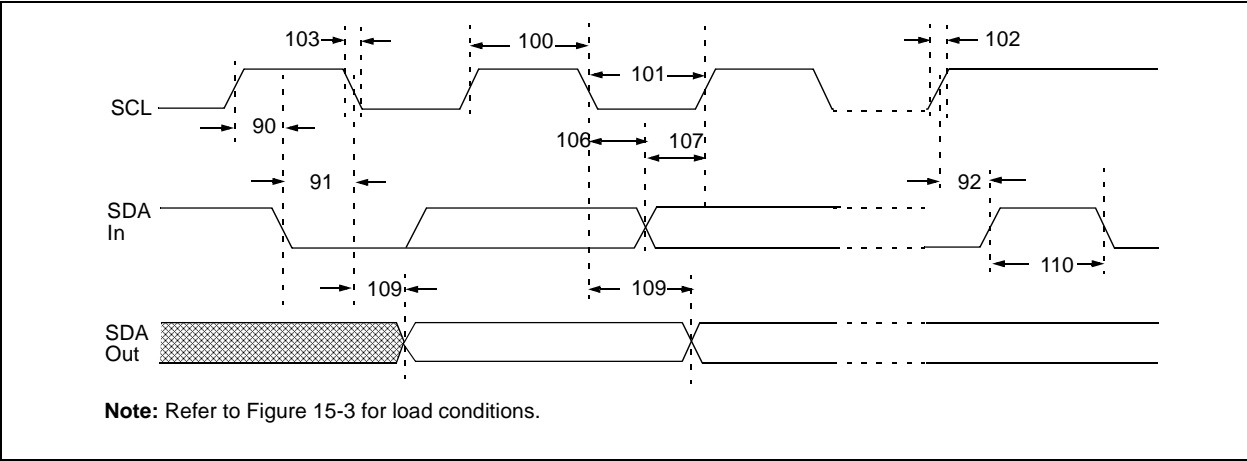 103
100
102
101
SCL
90
106
107
91
92
SDA
In
110
109
109
SDA
Out
Note: Refer to Figure 15-3 for load conditions.